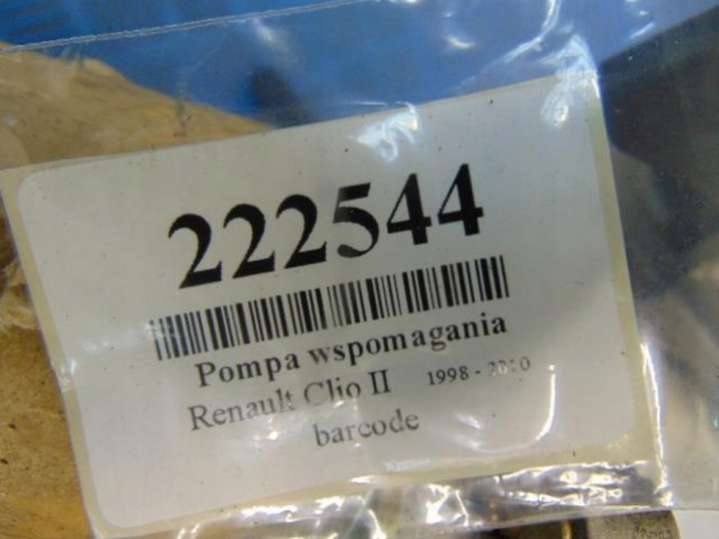 222544
Pompa wspomagania
Renault Clio II 1998 - 2010
barcode